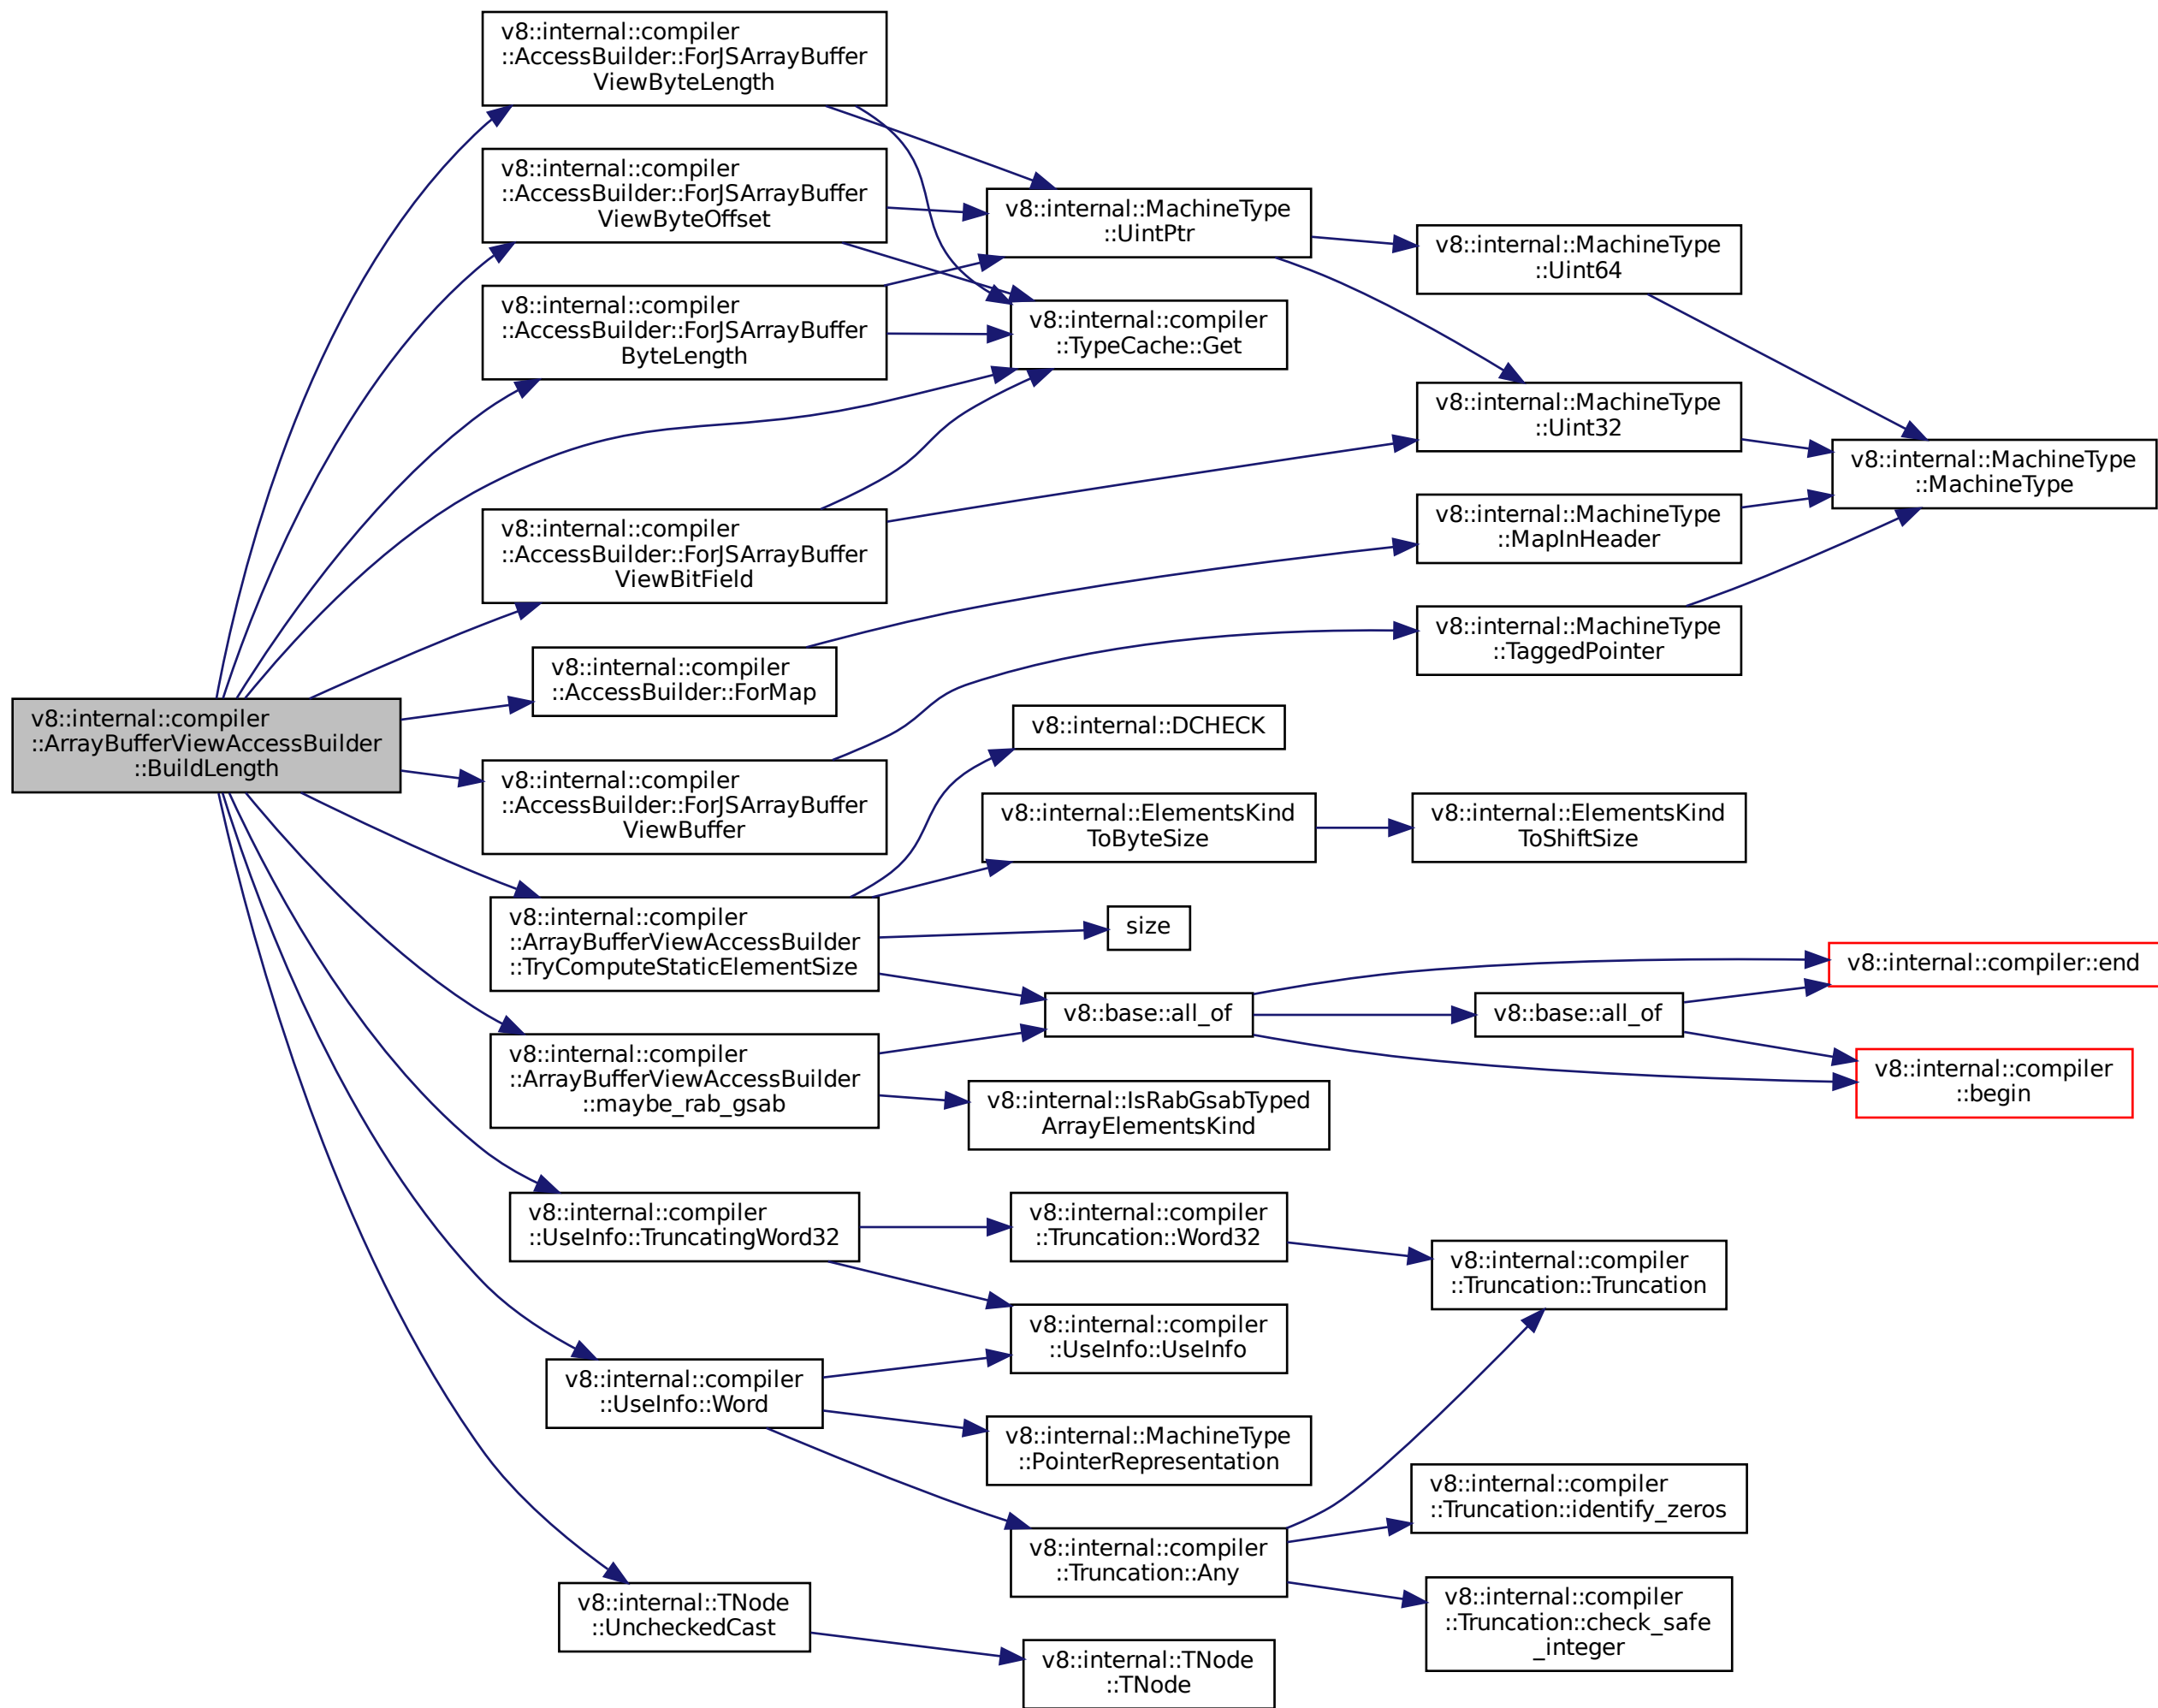 v8::internal::compiler
::ArrayBufferViewAccessBuilder
::BuildLength
v8::internal::compiler
::AccessBuilder::ForJSArrayBuffer
ViewByteLength
v8::internal::compiler
::AccessBuilder::ForJSArrayBuffer
ViewByteOffset
v8::internal::compiler
::AccessBuilder::ForJSArrayBuffer
ByteLength
v8::internal::compiler
::AccessBuilder::ForJSArrayBuffer
ViewBitField
v8::internal::compiler
::AccessBuilder::ForMap
v8::internal::compiler
::AccessBuilder::ForJSArrayBuffer
ViewBuffer
v8::internal::compiler
::ArrayBufferViewAccessBuilder
::TryComputeStaticElementSize
v8::internal::compiler
::ArrayBufferViewAccessBuilder
::maybe_rab_gsab
v8::internal::compiler
::UseInfo::TruncatingWord32
v8::internal::compiler
::UseInfo::Word
v8::internal::TNode
::UncheckedCast
v8::internal::MachineType
::UintPtr
v8::internal::compiler
::TypeCache::Get
v8::internal::DCHECK
v8::internal::ElementsKind
ToByteSize
size
v8::base::all_of
v8::internal::IsRabGsabTyped
ArrayElementsKind
v8::internal::compiler
::Truncation::Word32
v8::internal::compiler
::UseInfo::UseInfo
v8::internal::MachineType
::PointerRepresentation
v8::internal::compiler
::Truncation::Any
v8::internal::TNode
::TNode
v8::internal::MachineType
::Uint64
v8::internal::MachineType
::Uint32
v8::internal::MachineType
::MapInHeader
v8::internal::MachineType
::TaggedPointer
v8::internal::ElementsKind
ToShiftSize
v8::base::all_of
v8::internal::compiler
::Truncation::Truncation
v8::internal::compiler
::Truncation::identify_zeros
v8::internal::compiler
::Truncation::check_safe
_integer
v8::internal::MachineType
::MachineType
v8::internal::compiler::end
v8::internal::compiler
::begin